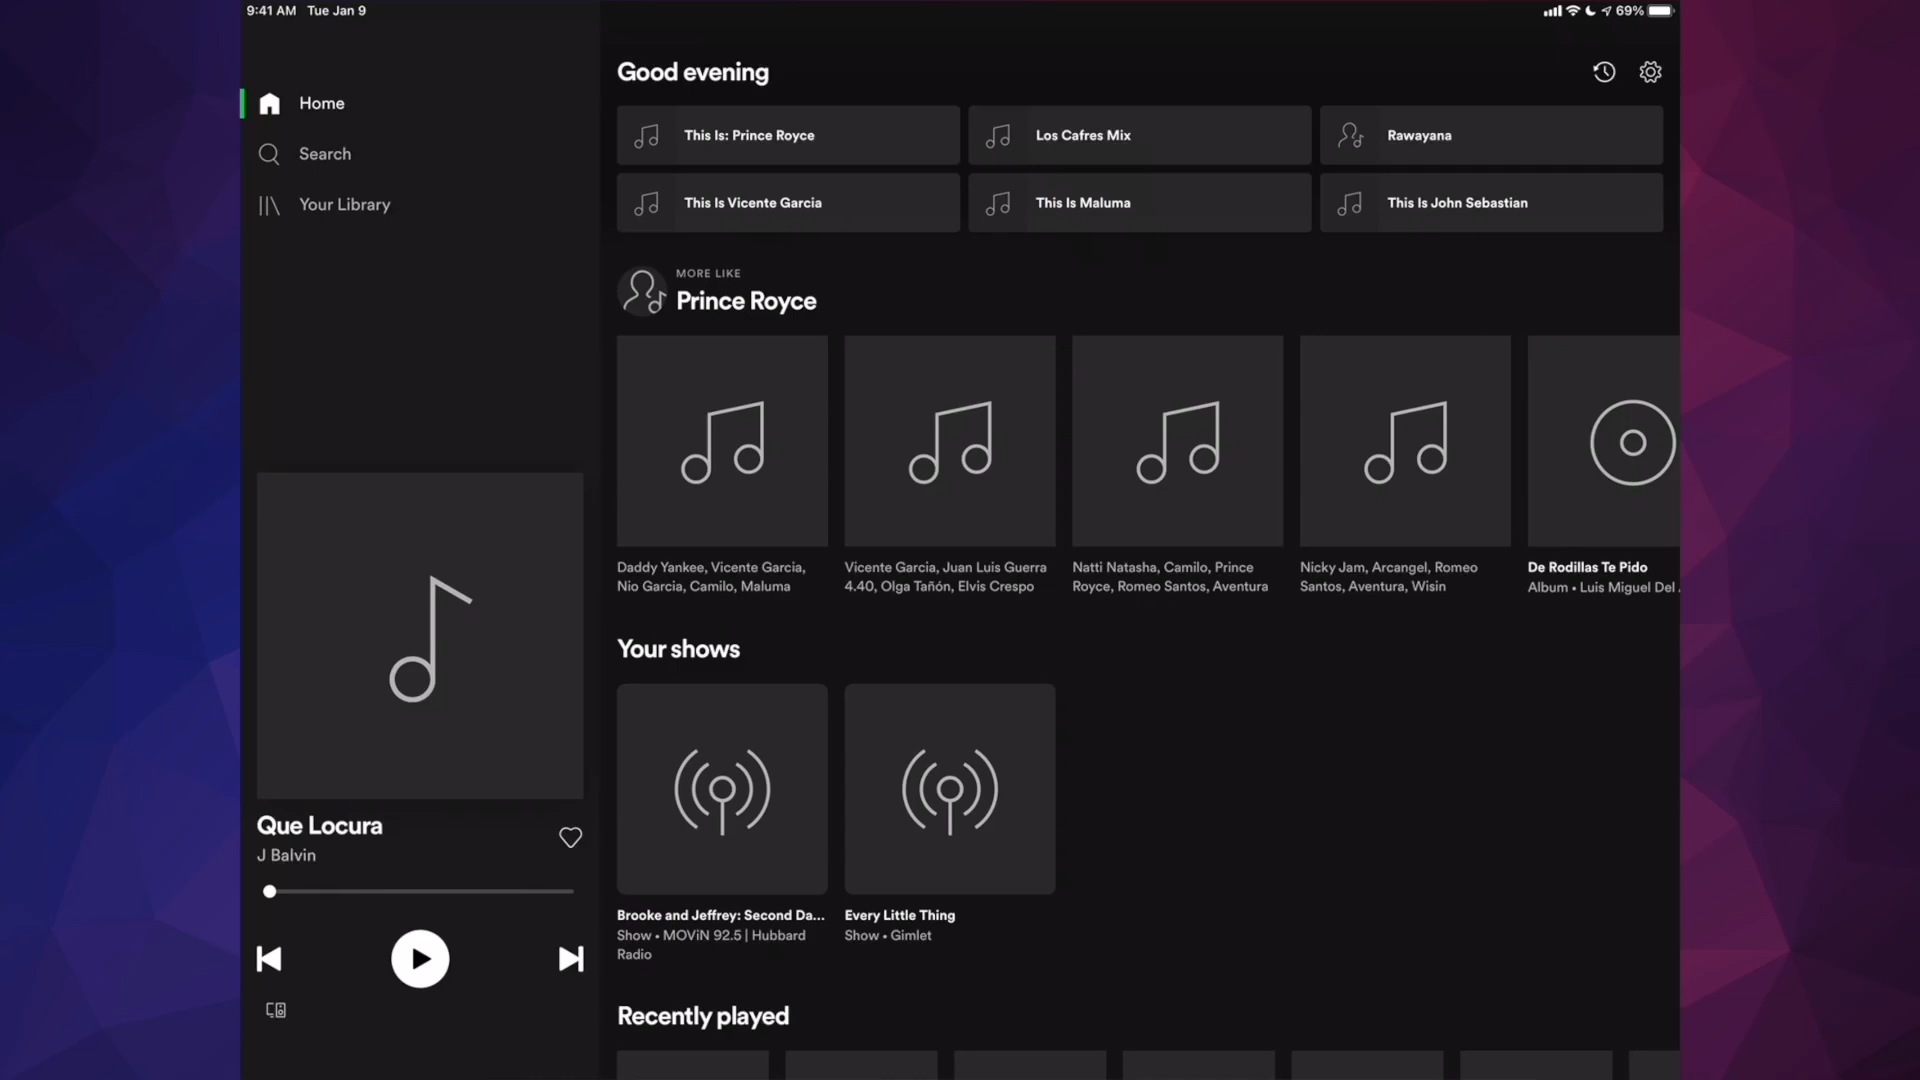 9:41 AM Tue Jan 9
69%
Home
Search
Your Library
Que Locura
J Balvin
Good evening
This Is: Prince Royce
Los Cafres Mix
Rawayana
This Is Vicente Garcia
This Is Maluma
This Is John Sebastian
MORE LIKE
Prince Royce
Daddy Yankee, Vicente Garcia,
Nio Garcia, Camilo, Maluma
Vicente Garcia, Juan Luis Guerra
4.40, Olga Tañón, Elvis Crespo
Natti Natasha, Camilo, Prince
Royce, Romeo Santos, Aventura
Nicky Jam, Arcangel, Romeo
Santos, Aventura, Wisin
De Rodillas Te Pido
Album • Luis Miguel Del
Your shows
Brooke and Jeffrey: Second Da...
Show • MOViN 92.5 | Hubbard
Radio
Every Little Thing
Show • Gimlet
Recently played